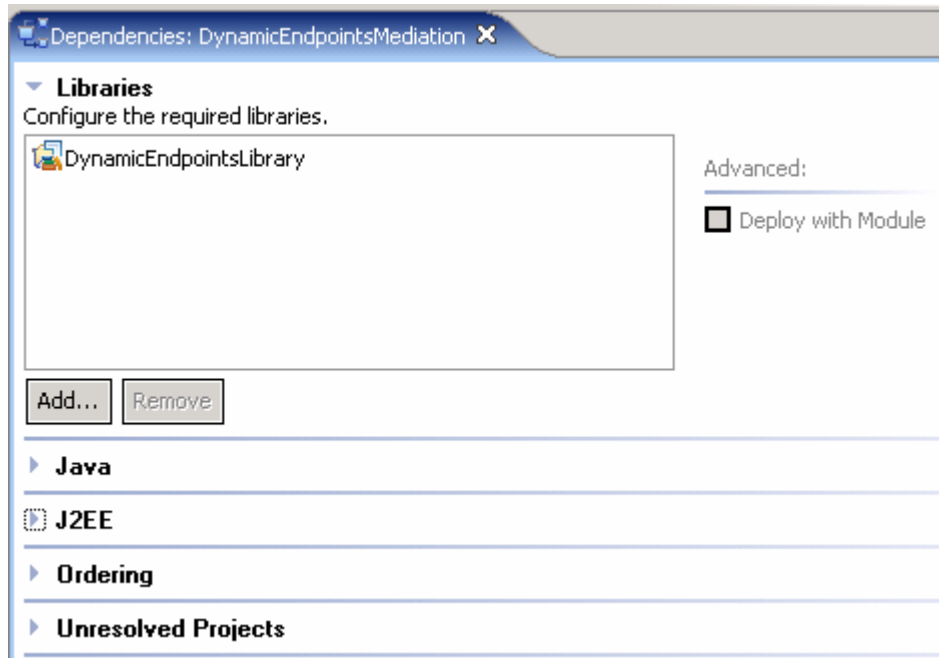 Dependencies: DynamicEndpointsMediation
Libraries
Configure the required libraries.
DynamicEndpointsLibrary
Advanced:
Deploy with Module
Add... Remove
Java
J2EE
Ordering
Unresolved Projects